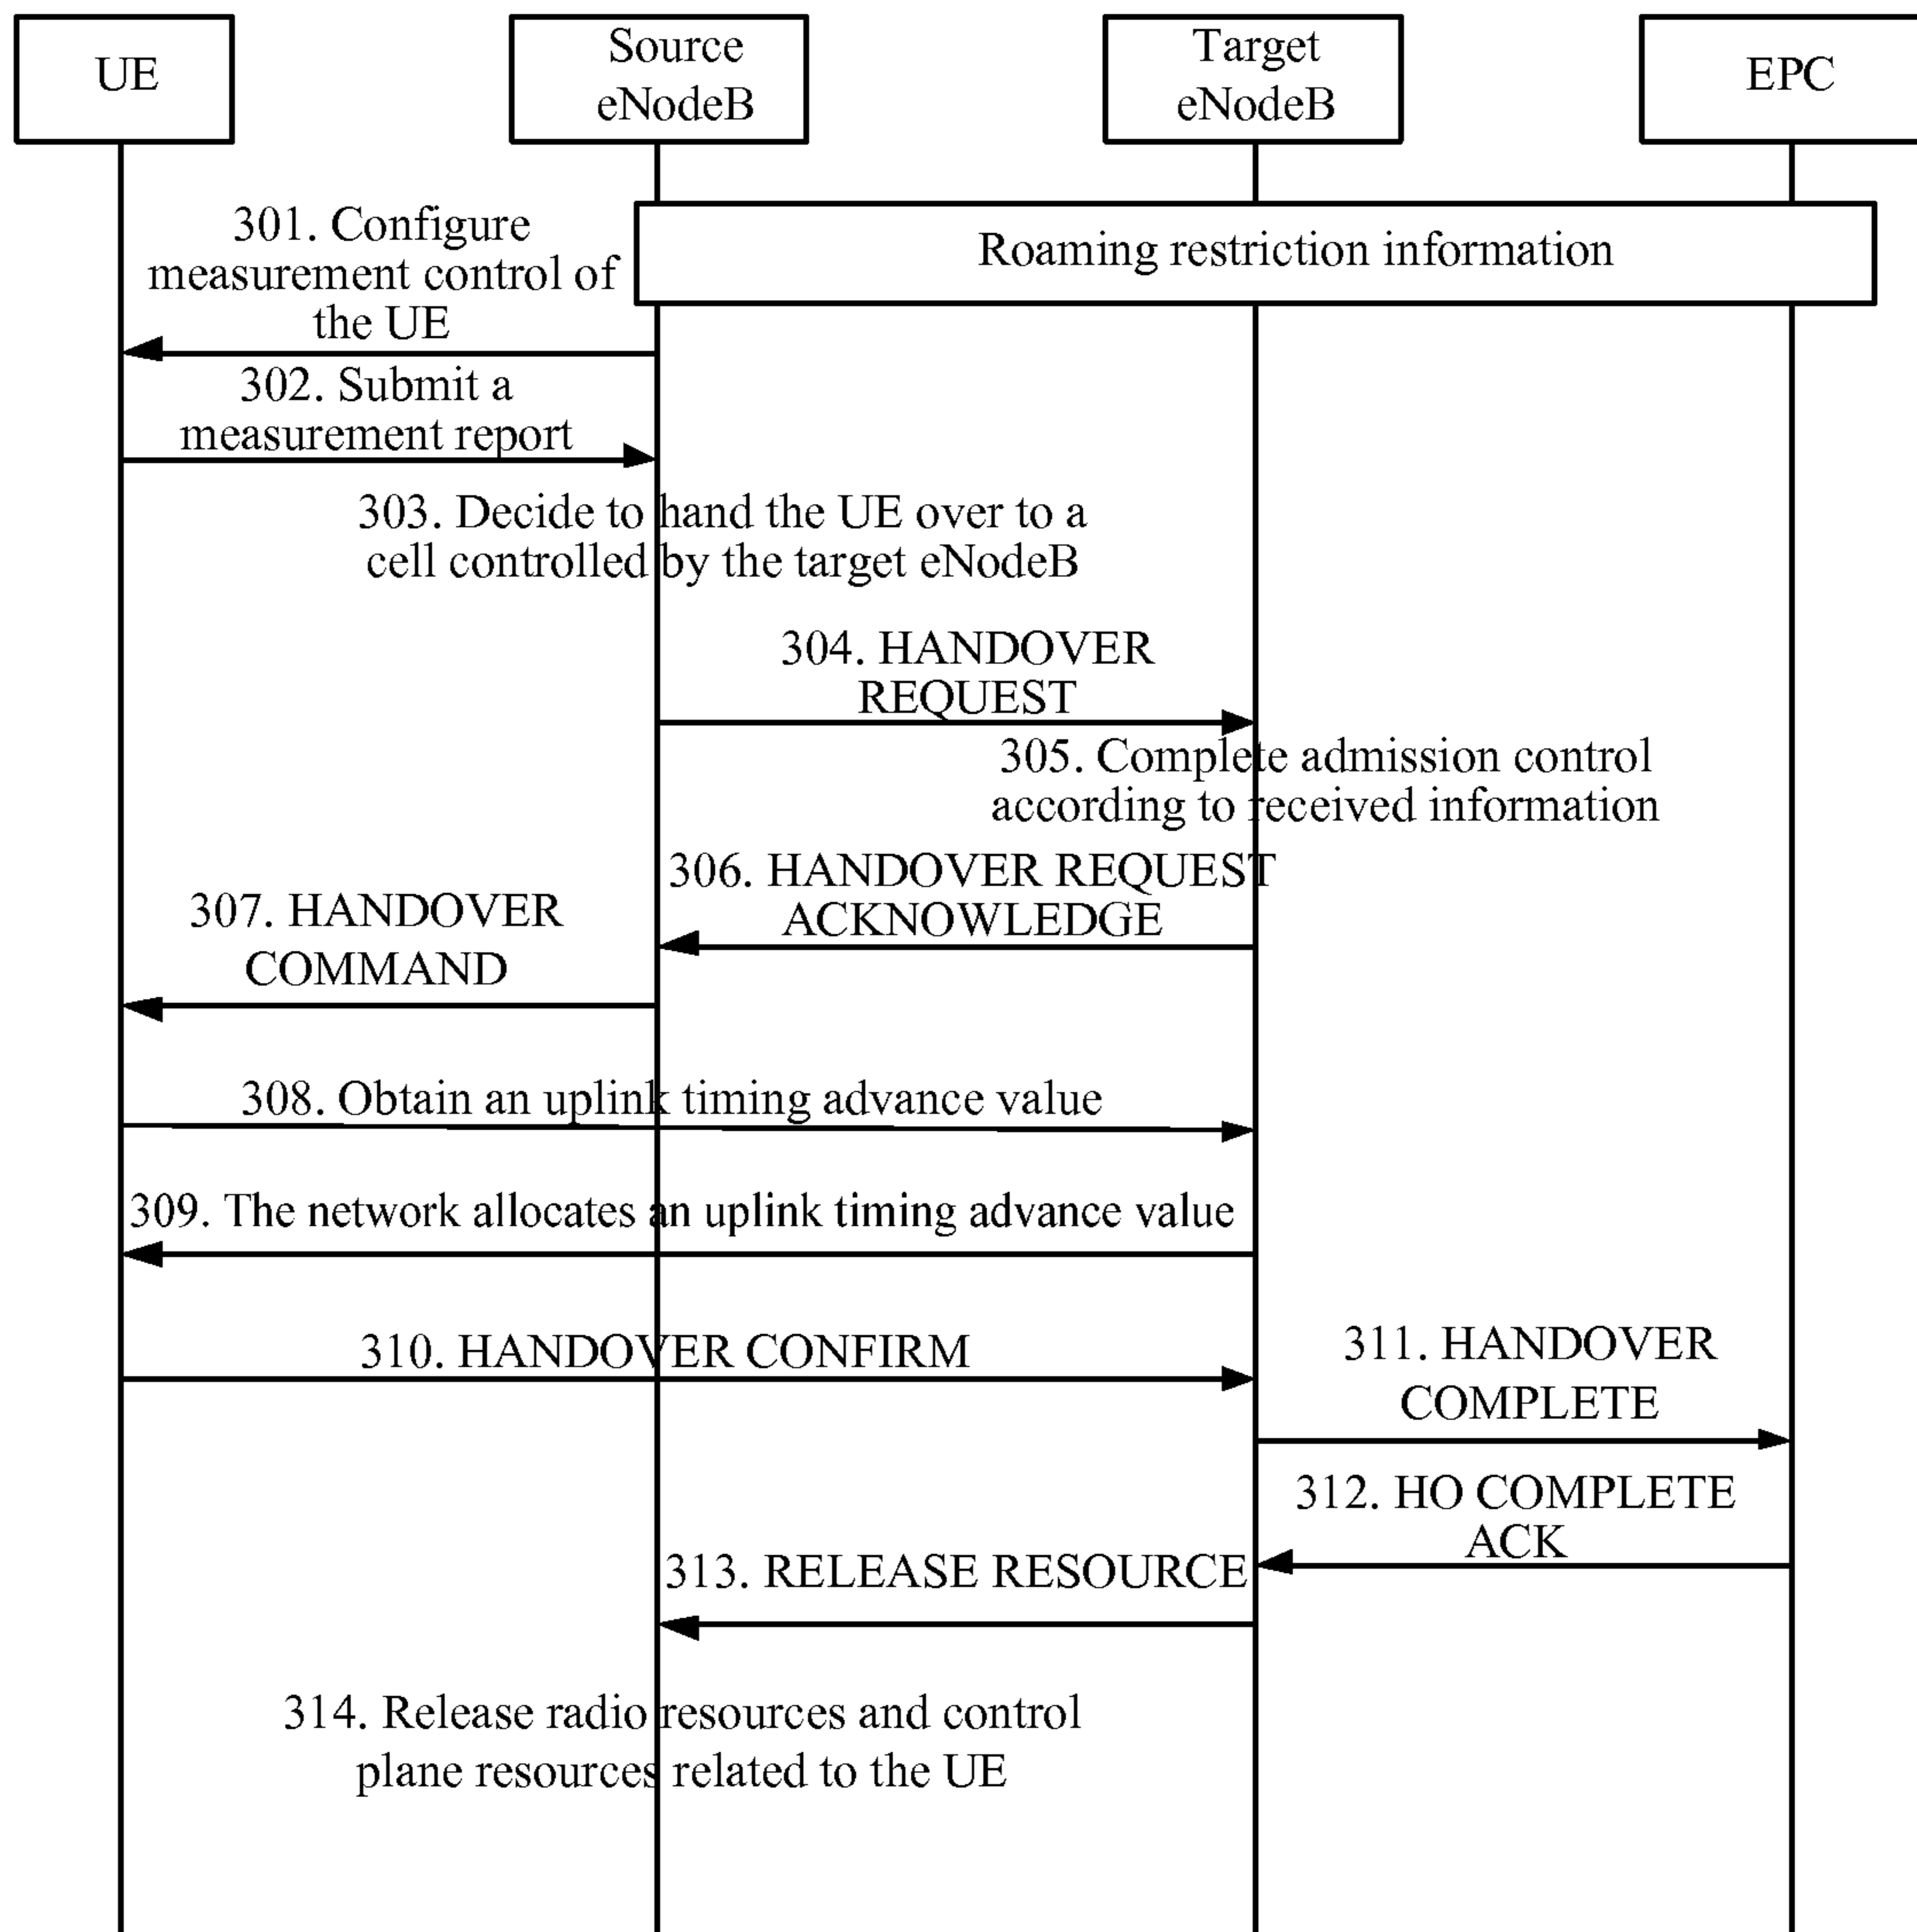 UE
Source
eNodeB
Target
eNodeB
EPC
Roaming restriction information
301. Configure
measurement control of
the UE
302. Submit a
measurement report
303. Decide to hand the UE over to a
cell controlled by the target eNodeB
304. HANDOVER
REQUEST
305. Complete admission control
according to received information
306. HANDOVER REQUEST
ACKNOWLEDGE
307. HANDOVER
COMMAND
308. Obtain an uplink timing advance value
309. The network allocates an uplink timing advance value
310. HANDOVER CONFIRM
311. HANDOVER
COMPLETE
312. HO COMPLETE
ACK
313. RELEASE RESOURCE
314. Release radio resources and control
plane resources related to the UE